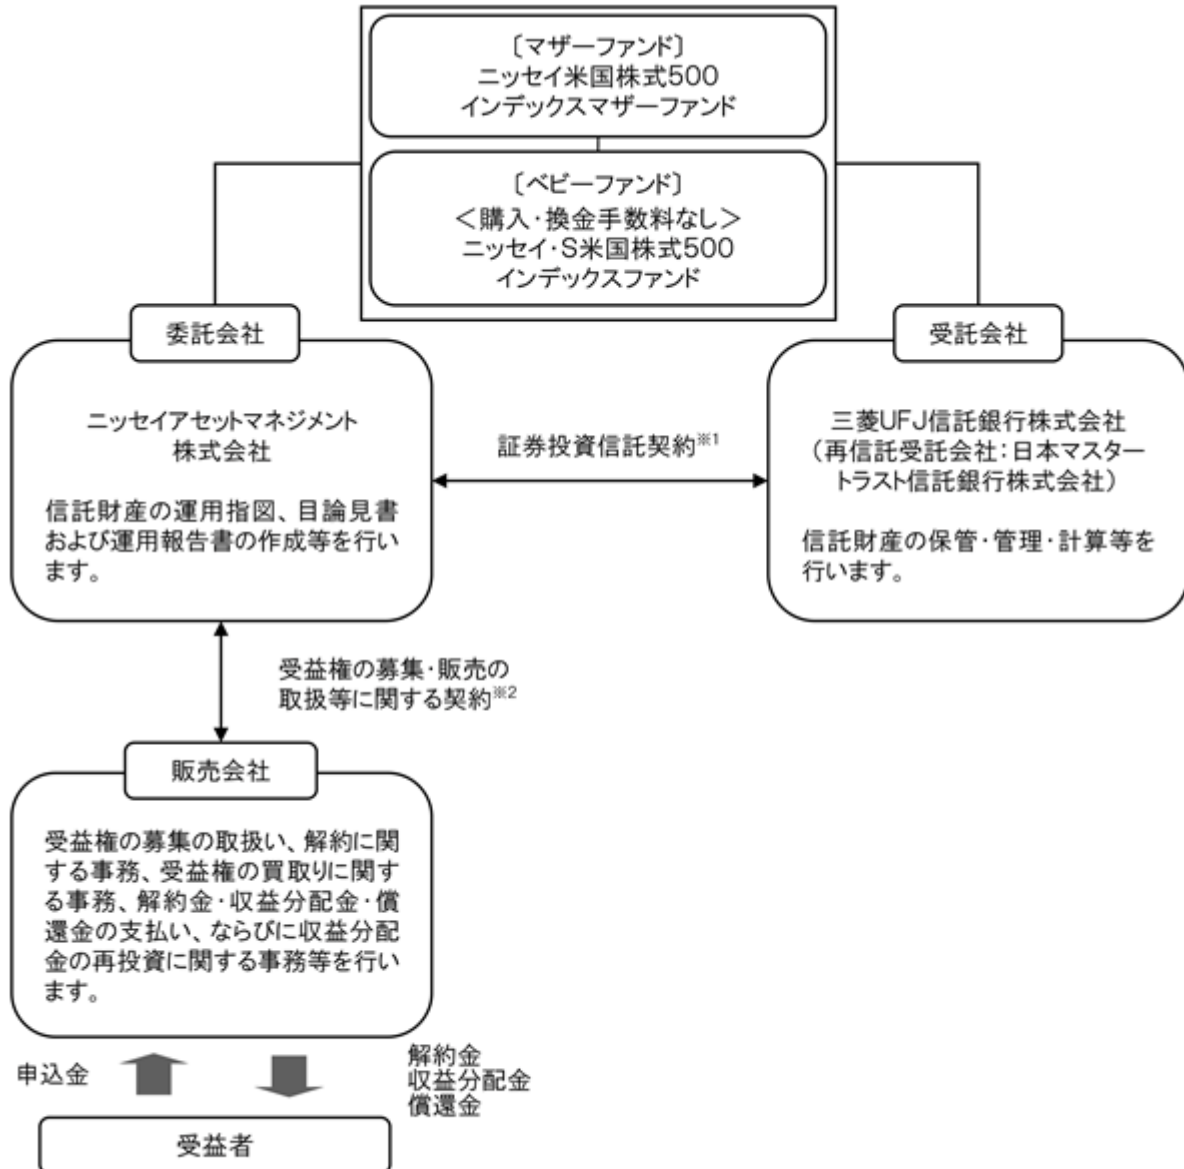 〔マザーファンド〕
ニッセイ米国株式500
インデックスマザーファンド
〔ベビーファンド〕
＜購入・換金手数料なし＞
ニッセイ・S米国株式500
インデックスファンド
委託会社
ニッセイアセットマネジメント
株式会社
信託財産の運用指図、目論見書
および運用報告書の作成等を行い
ます。
証券投資信託契約※1
受託会社
三菱UFJ信託銀行株式会社
（再信託受託会社：日本マスター
トラスト信託銀行株式会社）
信託財産の保管・管理・計算等を
行います。
受益権の募集・販売の
取扱等に関する契約※2
販売会社
受益権の募集の取扱い、解約に関
する事務、受益権の買取りに関す
る事務、解約金・収益分配金・償
還金の支払い、ならびに収益分配
金の再投資に関する事務等を行い
ます。
申込金
解約金
収益分配金
償還金
受益者